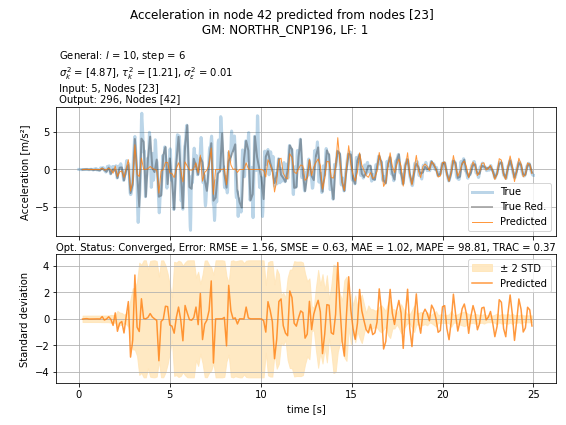 Acceleration in node 42 predicted from nodes [23]
GM: NORTHR_CNP196, LF: 1
General: l = 10, step = 6
σ²ₖ = [4.87], τ²ₖ = [1.21], σ²ₑ = 0.01
Input: 5, Nodes [23]
Output: 296, Nodes [42]
Acceleration [m/s²]
5
0
−5
True
True Red.
Predicted
Opt. Status: Converged, Error: RMSE = 1.56, SMSE = 0.63, MAE = 1.02, MAPE = 98.81, TRAC = 0.37
Standard deviation
4
2
0
−2
−4
± 2 STD
Predicted
0 5 10 15 20 25
time [s]